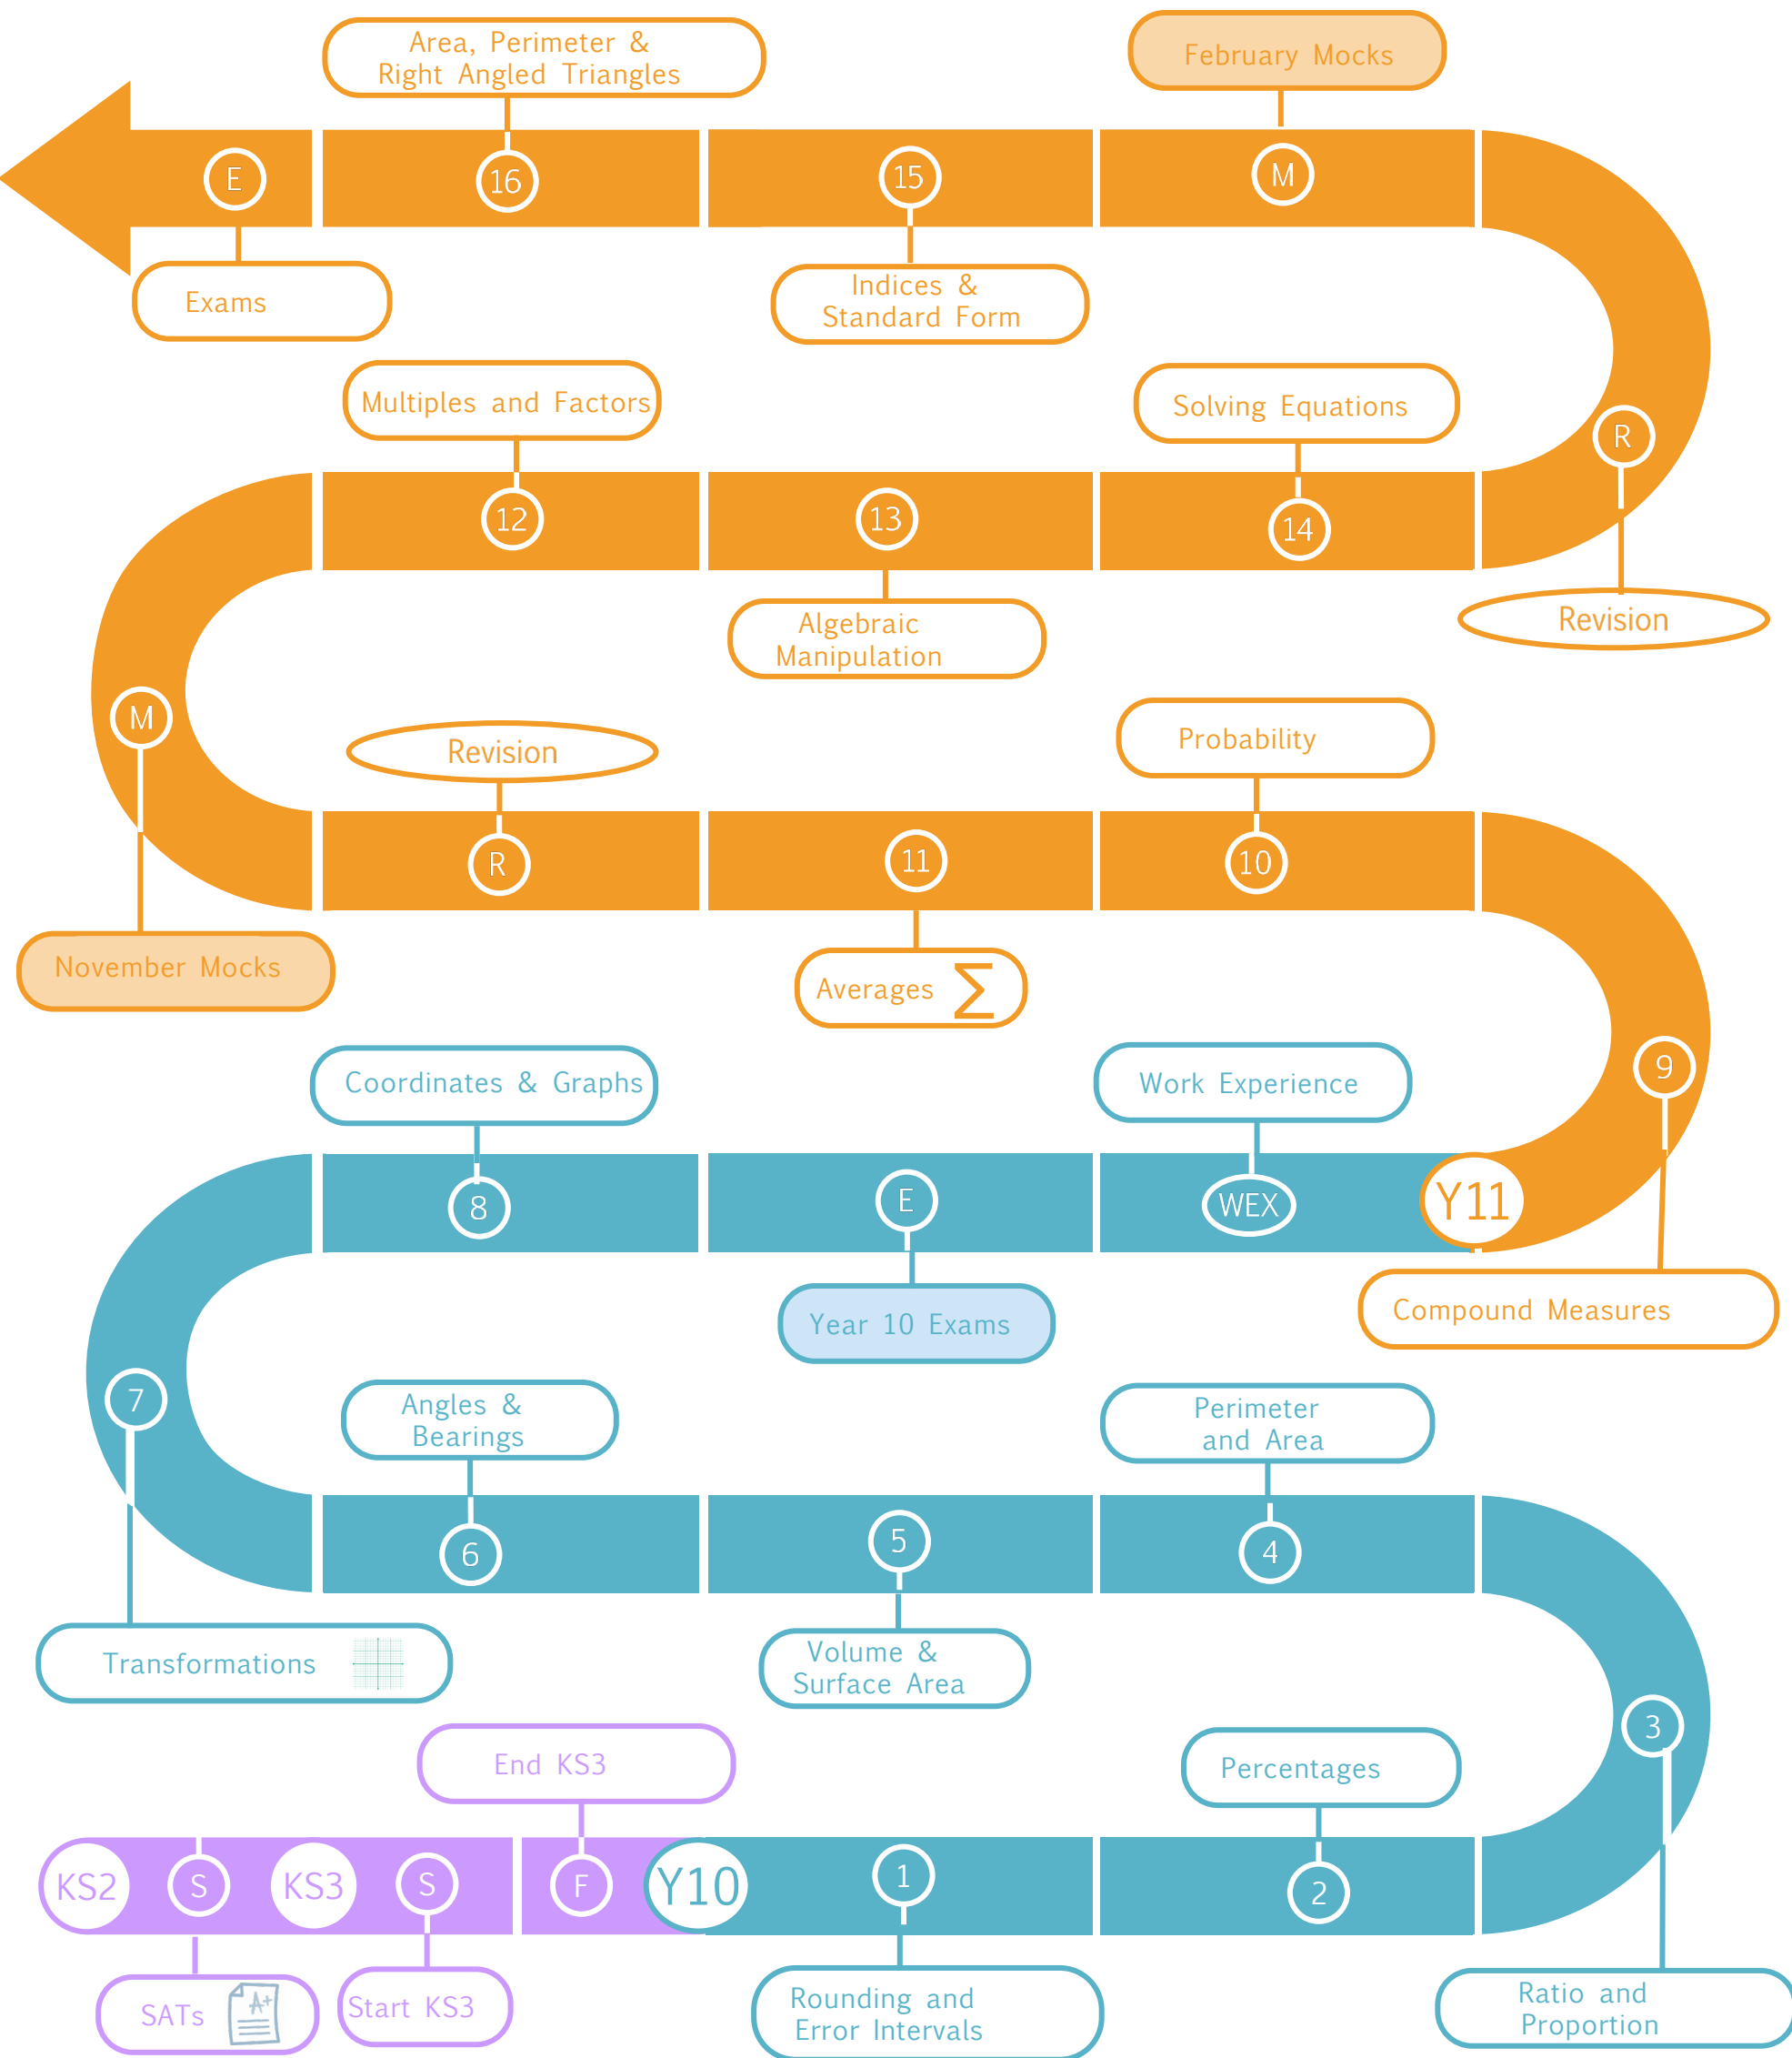 Area, Perimeter &
Right Angled Triangles
February Mocks
E
16
15
M
Exams
Indices &
Standard Form
Multiples and Factors
Solving Equations
R
12
13
14
Algebraic
Manipulation
Revision
M
Revision
Probability
R
11
10
November Mocks
Averages ∑
9
Coordinates & Graphs
Work Experience
8
E
WEX
Y11
Year 10 Exams
Compound Measures
7
Angles &
Bearings
Perimeter
and Area
6
5
4
Transformations
Volume &
Surface Area
3
End KS3
Percentages
KS2
S
KS3
S
F
Y10
1
2
SATs
A+
Start KS3
Rounding and
Error Intervals
Ratio and
Proportion